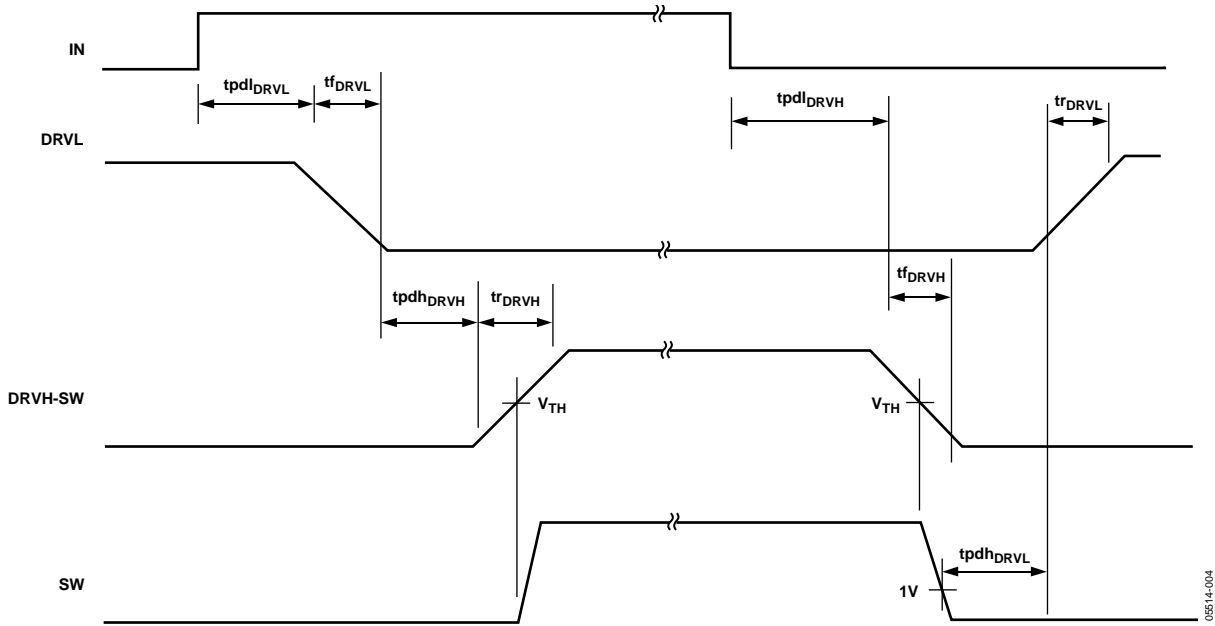 IN
tpdlDRVL
tfDRVL
tpdlDRVH
trDRVL
DRVL
tfDRVH
tpdhDRVH
trDRVH
DRVH-SW
VTH
VTH
tpdhDRVL
SW
1V
05514-004